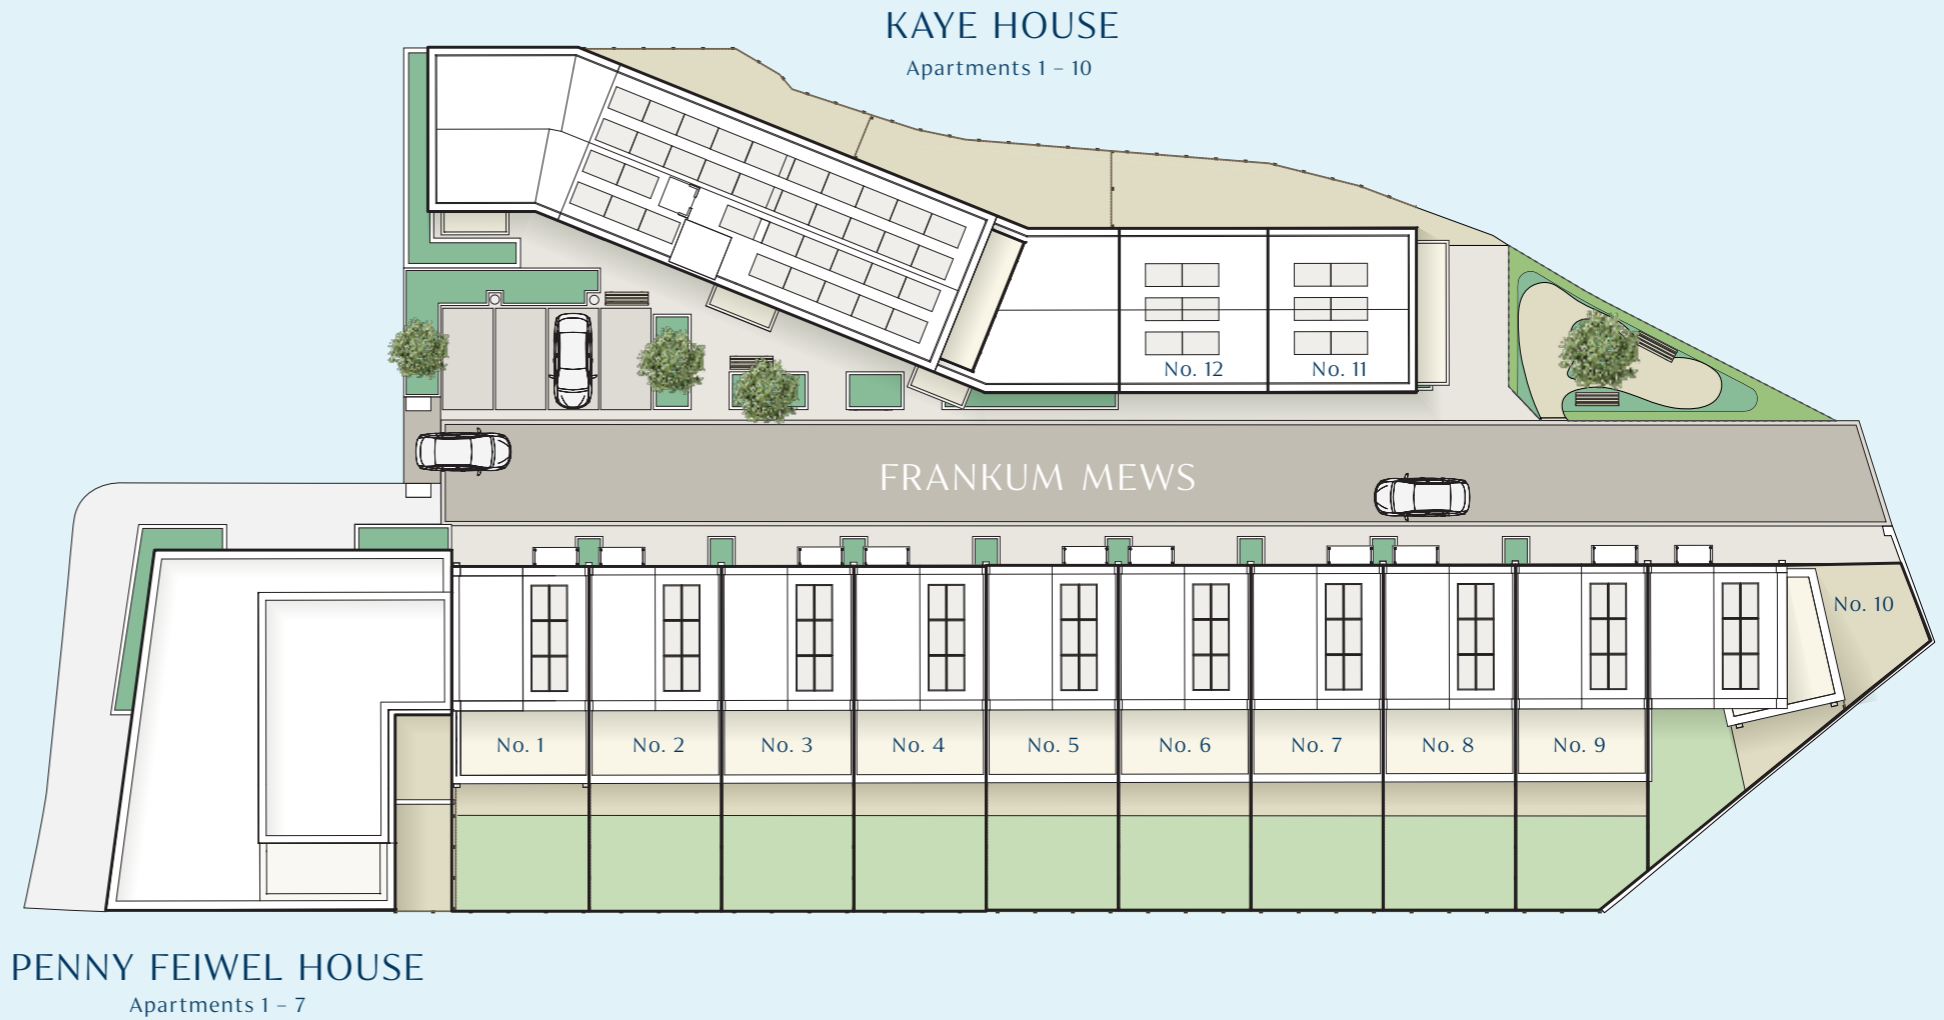 KAYE HOUSE
Apartments 1 – 10
No. 12
No. 11
FRANKUM MEWS
No. 10
No. 1
No. 2
No. 3
No. 4
No. 5
No. 6
No. 7
No. 8
No. 9
PENNY FEIWEL HOUSE
Apartments 1 – 7